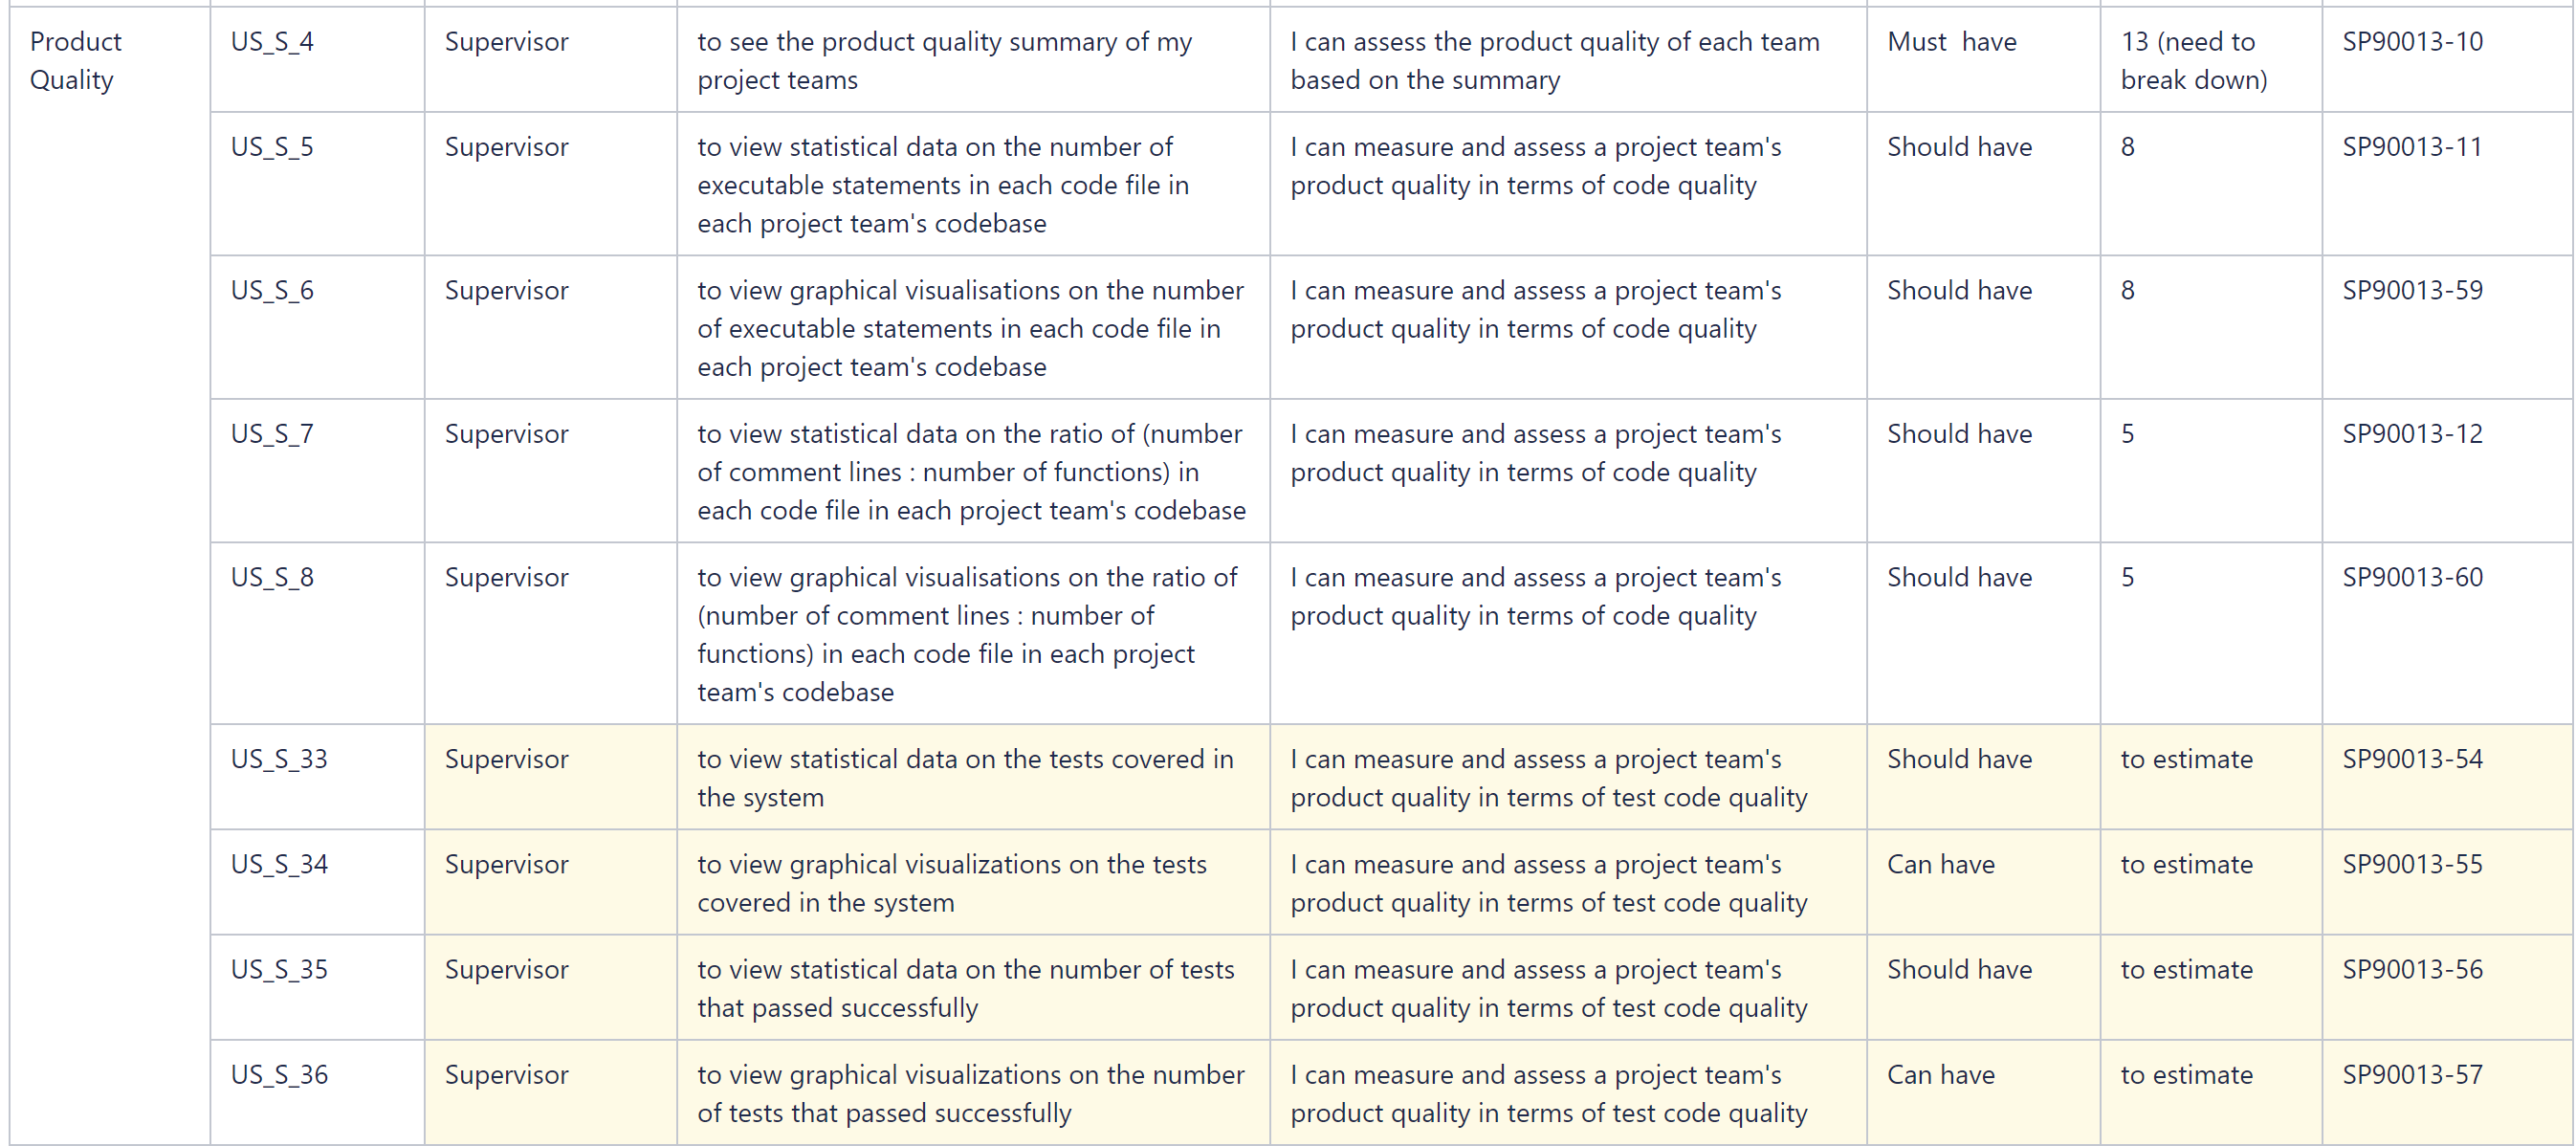 Product
Quality
US_S_4
Supervisor
to see the product quality summary of my
project teams
I can assess the product quality of each team
based on the summary
Must  have
13 (need to
break down)
SP90013-10
US_S_5
Supervisor
to view statistical data on the number of
executable statements in each code file in
each project team's codebase
I can measure and assess a project team's
product quality in terms of code quality
Should have
8
SP90013-11
US_S_6
Supervisor
to view graphical visualisations on the number
of executable statements in each code file in
each project team's codebase
I can measure and assess a project team's
product quality in terms of code quality
Should have
8
SP90013-59
US_S_7
Supervisor
to view statistical data on the ratio of (number
of comment lines : number of functions) in
each code file in each project team's codebase
I can measure and assess a project team's
product quality in terms of code quality
Should have
5
SP90013-12
US_S_8
Supervisor
to view graphical visualisations on the ratio of
(number of comment lines : number of
functions) in each code file in each project
team's codebase
I can measure and assess a project team's
product quality in terms of code quality
Should have
5
SP90013-60
US_S_33
Supervisor
to view statistical data on the tests covered in
the system
I can measure and assess a project team's
product quality in terms of test code quality
Should have
to estimate
SP90013-54
US_S_34
Supervisor
to view graphical visualizations on the tests
covered in the system
I can measure and assess a project team's
product quality in terms of test code quality
Can have
to estimate
SP90013-55
US_S_35
Supervisor
to view statistical data on the number of tests
that passed successfully
I can measure and assess a project team's
product quality in terms of test code quality
Should have
to estimate
SP90013-56
US_S_36
Supervisor
to view graphical visualizations on the number
of tests that passed successfully
I can measure and assess a project team's
product quality in terms of test code quality
Can have
to estimate
SP90013-57